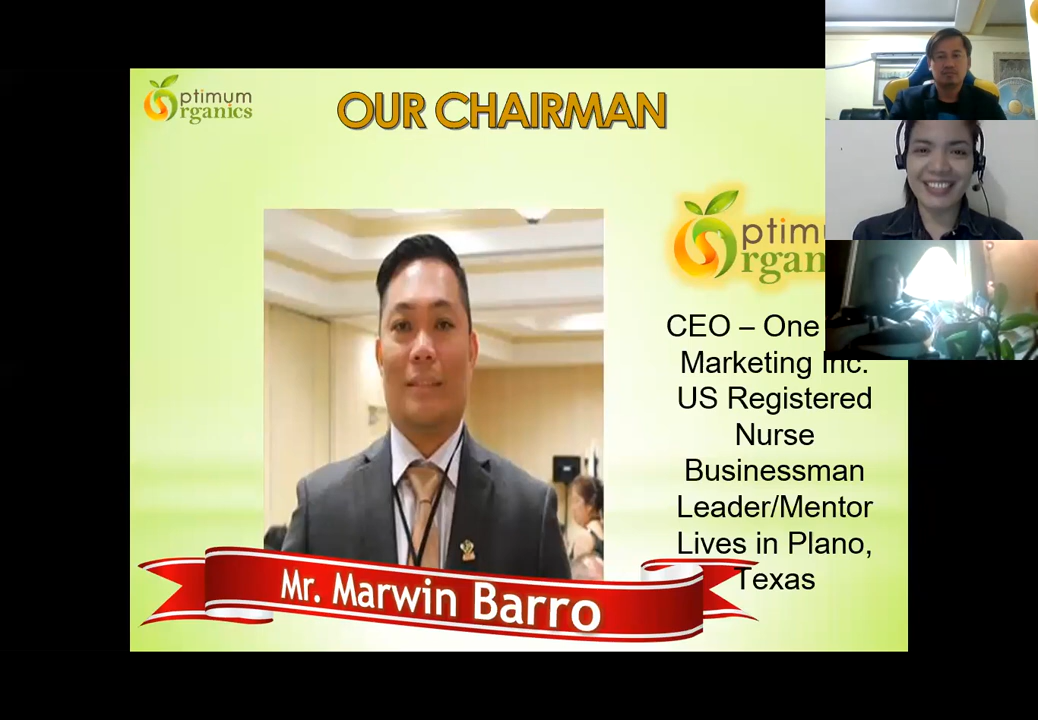 Optimum
Organics
OUR CHAIRMAN
CEO – One
Marketing Inc.
US Registered
Nurse
Businessman
Leader/Mentor
Lives in Plano,
Texas
Mr. Marwin Barro